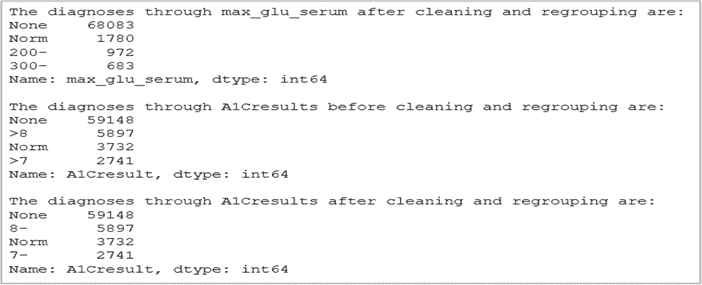 The diagnoses through max_glu_serum after cleaning and regrouping are:
None 68083
Norm 1780
200- 972
300- 683
Name: max_glu_serum, dtype: int64
The diagnoses through A1Cresults before cleaning and regrouping are:
None 59148
>8 5897
Norm 3732
>7 2741
Name: A1Cresult, dtype: int64
The diagnoses through A1Cresults after cleaning and regrouping are:
None 59148
8- 5897
Norm 3732
7- 2741
Name: A1Cresult, dtype: int64